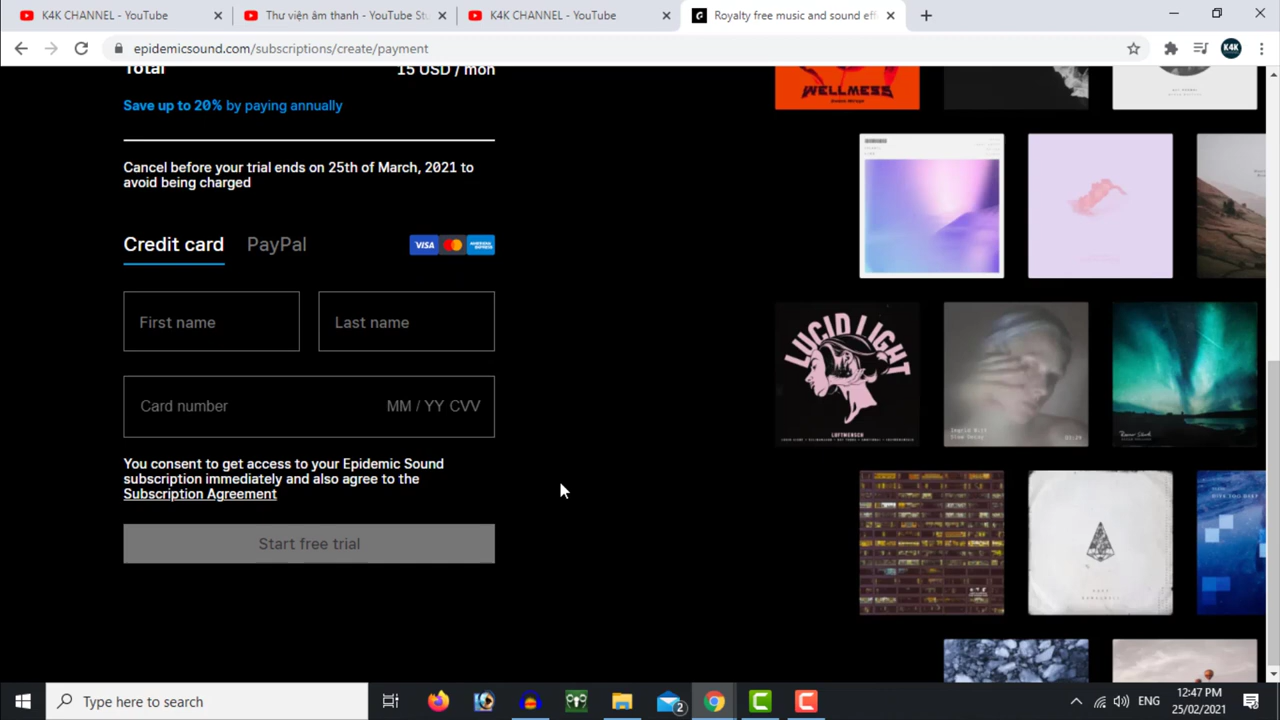 K4K CHANNEL - YouTube
Thư viện âm thanh - YouTube Stu
K4K CHANNEL - YouTube
Royalty free music and sound eff
epidemicsound.com/subscriptions/create/payment
K4K
Total
15 USD / mon
Save up to 20% by paying annually
Cancel before your trial ends on 25th of March, 2021 to
avoid being charged
Credit card
PayPal
VISA
First name
Last name
Card number
MM / YY CVV
You consent to get access to your Epidemic Sound
subscription immediately and also agree to the
Subscription Agreement
Start free trial
WELLMESS
LUCID LIGHT
LUFTMENSCH
Type here to search
2
ENG
12:47 PM
25/02/2021